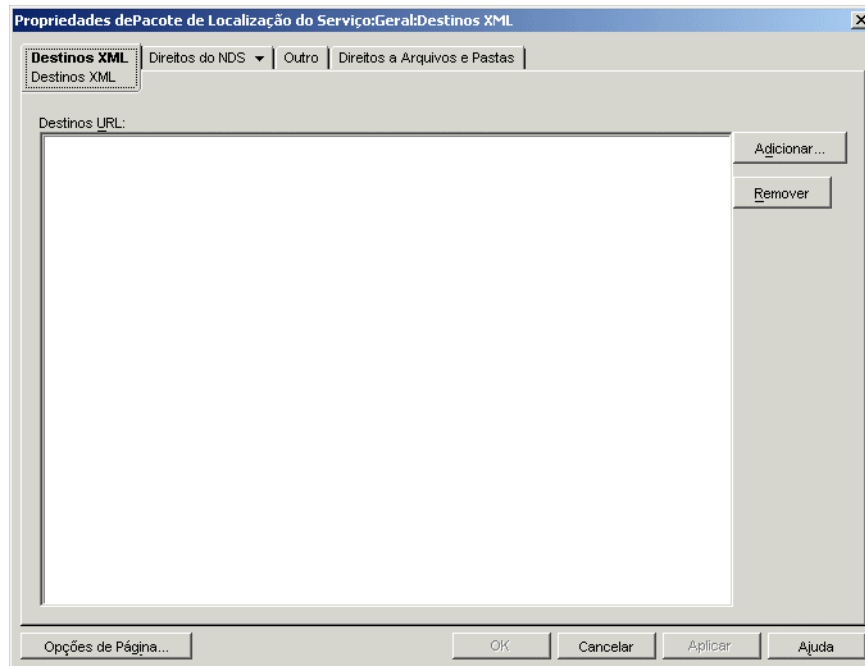 Propriedades dePacote de Localização do Serviço:Geral:Destinos XML
Destinos XML Direitos do NDS Outro Direitos a Arquivos e Pastas
Destinos XML
Destinos URL:
Adicionar...
Remover
Opções de Página... OK Cancelar Aplicar Ajuda